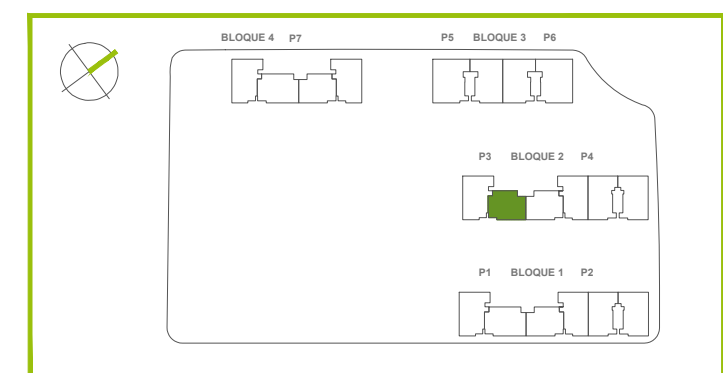 BLOQUE 4 P7
P5 BLOQUE 3 P6
P3 BLOQUE 2 P4
P1 BLOQUE 1 P2